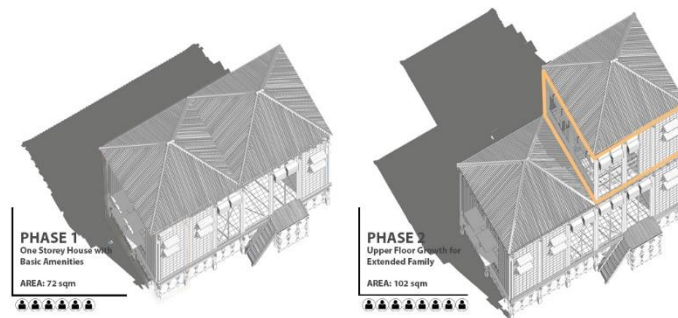 PHASE 1
One Storey House with
Basic Amenities
AREA: 72 sqm
PHASE 2
Upper Floor Growth for
Extended Family
AREA: 102 sqm